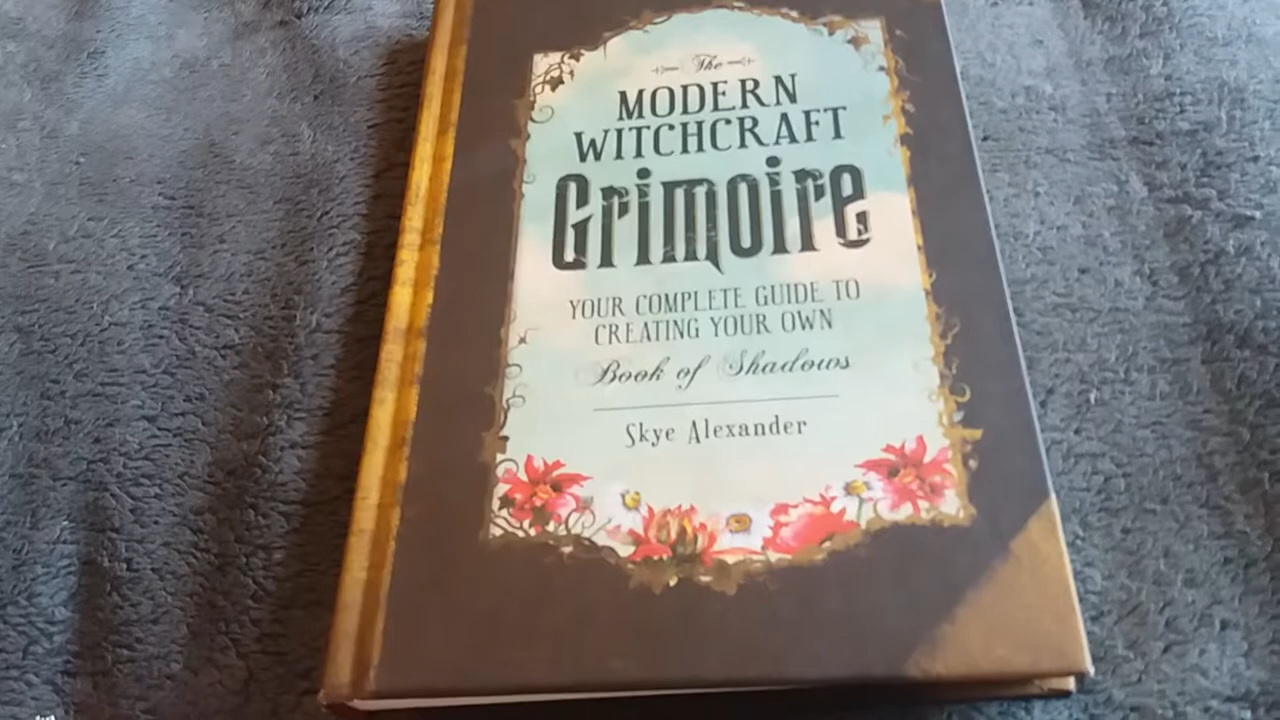 The
MODERN
WITCHCRAFT
Grimoire
YOUR COMPLETE GUIDE TO
CREATING YOUR OWN
Book of Shadows
Skye Alexander